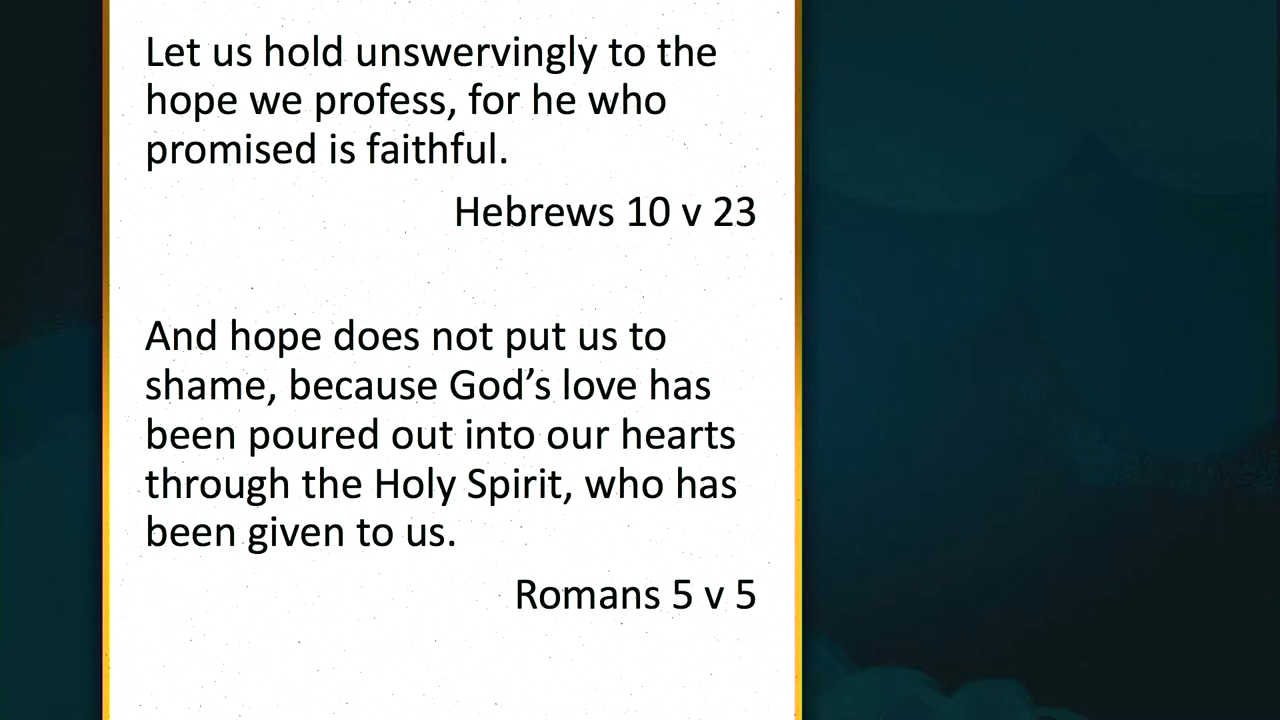 Let us hold unswervingly to the
hope we profess, for he who
promised is faithful.
Hebrews 10 v 23
And hope does not put us to
shame, because God’s love has
been poured out into our hearts
through the Holy Spirit, who has
been given to us.
Romans 5 v 5